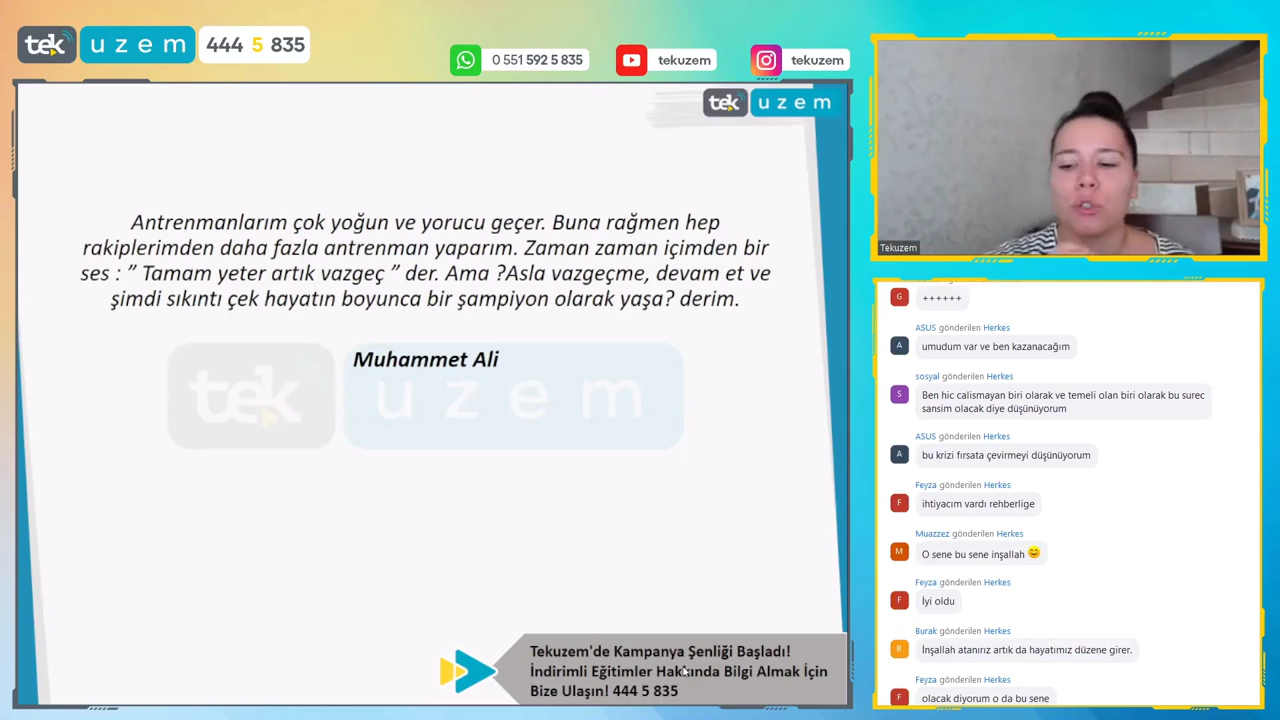 tek uzem 444 5 835
0 551 592 5 835
tekuzem
tekuzem
tek uzem
Antrenmanlarım çok yoğun ve yorucu geçer. Buna rağmen hep
rakiplerimden daha fazla antrenman yaparım. Zaman zaman içimden bir
ses : ” Tamam yeter artık vazgeç ” der. Ama ?Asla vazgeçme, devam et ve
şimdi sıkıntı çek hayatın boyunca bir şampiyon olarak yaşa? derim.
Muhammet Ali
tek uzem
Tekuzem'de Kampanya Şenliği Başladı!
İndirimli Eğitimler Hakkında Bilgi Almak İçin
Bize Ulaşın! 444 5 835
Tekuzem
G
++++++
ASUS gönderilen Herkes
A
umudum var ve ben kazanacağım
sosyal gönderilen Herkes
S
Ben hic calismayan biri olarak ve temeli olan biri olarak bu surec
sansim olacak diye düşünüyorum
ASUS gönderilen Herkes
A
bu krizi fırsata çevirmeyi düşünüyorum
Feyza gönderilen Herkes
F
ihtiyacım vardı rehberlige
Muazzez gönderilen Herkes
M
O sene bu sene inşallah 😊
Feyza gönderilen Herkes
F
İyi oldu
Burak gönderilen Herkes
B
İnşallah atanırız artık da hayatımız düzene girer.
Feyza gönderilen Herkes
F
olacak diyorum o da bu sene